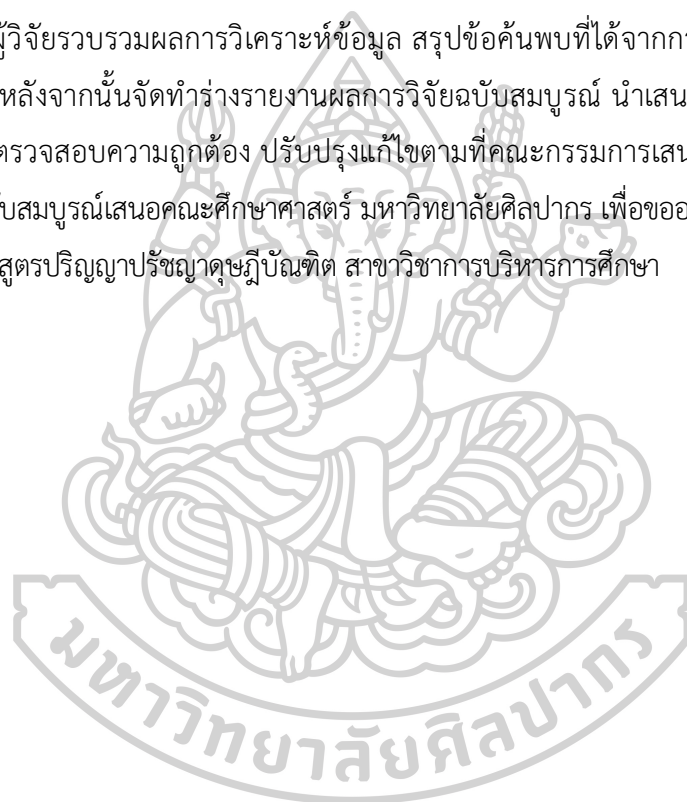 ผู้วิจัยรวบรวมผลการวิเคราะห์ข้อมูล สรุปข้อค้นพบที่ได้จาก
หลังจากนั้นจัดทำร่างรายงานผลการวิจัยฉบับสมบูรณ์ นำเสน
ตรวจสอบความถูกต้อง ปรับปรุงแก้ไขตามที่คณะกรรมการเสน
บสมบูรณ์เสนอคณะศึกษาศาสตร์ มหาวิทยาลัยศิลปากร เพื่อขออ
สูตรปริญญาปรัชญาดุษฎีบัณฑิต สาขาวิชาการบริหารการศึกษา
มหาวิทยาลัยศิลปากร